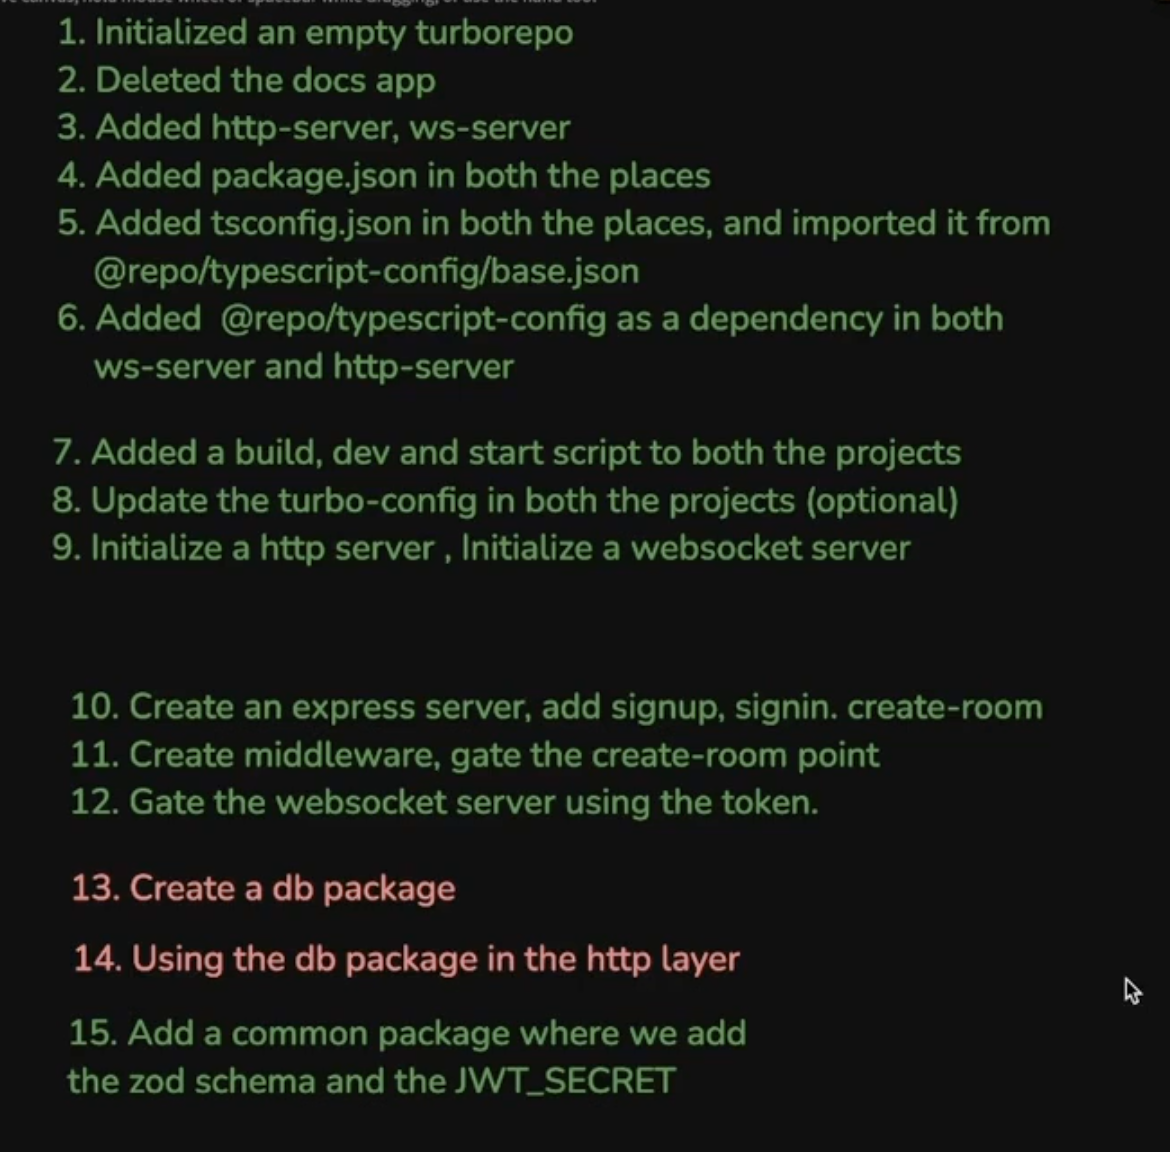 1. Initialized an empty turborepo
2. Deleted the docs app
3. Added http-server, ws-server
4. Added package.json in both the places
5. Added tsconfig.json in both the places, and imported it from
@repo/typescript-config/base.json
6. Added @repo/typescript-config as a dependency in both
ws-server and http-server
7. Added a build, dev and start script to both the projects
8. Update the turbo-config in both the projects (optional)
9. Initialize a http server , Initialize a websocket server
10. Create an express server, add signup, signin. create-room
11. Create middleware, gate the create-room point
12. Gate the websocket server using the token.
13. Create a db package
14. Using the db package in the http layer
15. Add a common package where we add
the zod schema and the JWT_SECRET